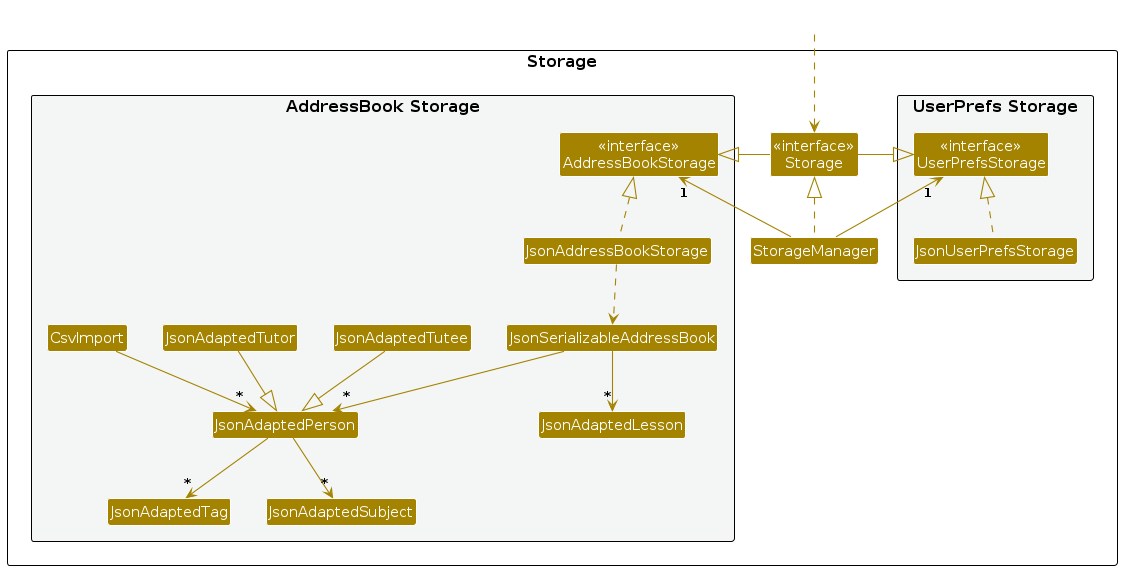 Storage
AddressBook Storage
UserPrefs Storage
«interface»
AddressBookStorage
«interface»
Storage
«interface»
UserPrefsStorage
1
1
JsonAddressBookStorage
StorageManager
JsonUserPrefsStorage
CsvImport
JsonAdaptedTutor
JsonAdaptedTutee
JsonSerializableAddressBook
*
*
*
JsonAdaptedPerson
JsonAdaptedLesson
*
*
JsonAdaptedTag
JsonAdaptedSubject